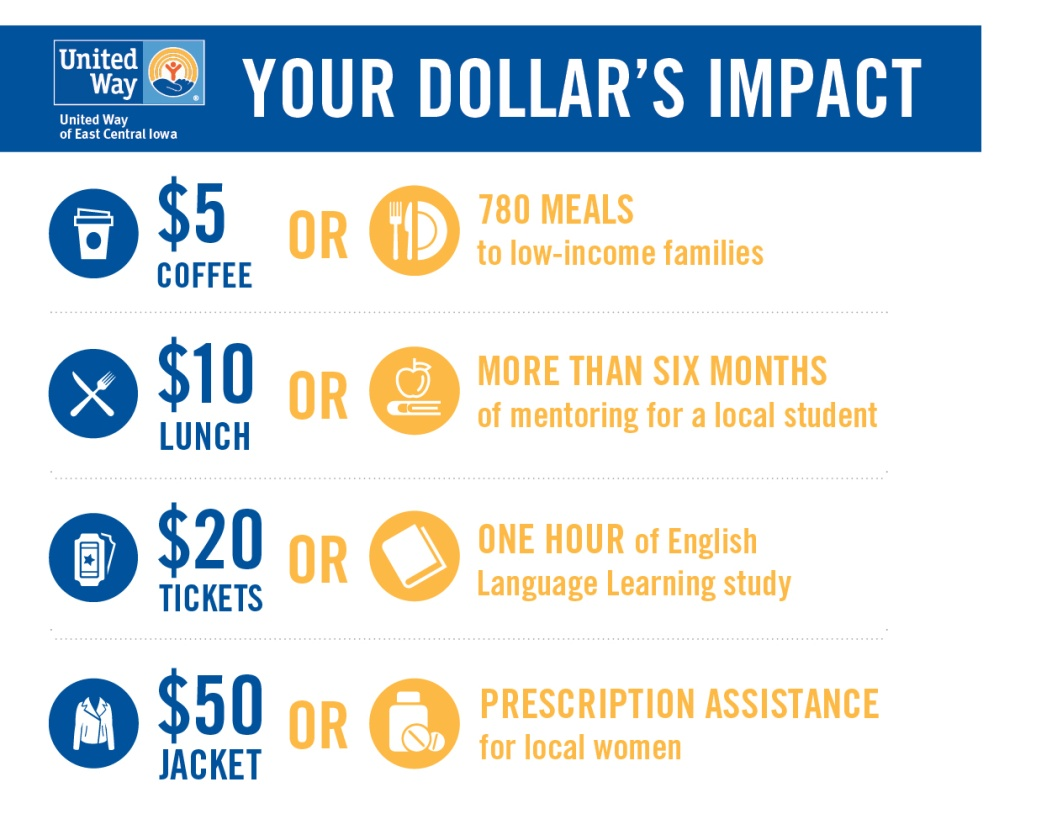 United
Way
United Way
of East Central Iowa
YOUR DOLLAR'S IMPACT
$5
COFFEE
OR
780 MEALS
to low-income families
$10
LUNCH
OR
MORE THAN SIX MONTHS
of mentoring for a local student
$20
TICKETS
OR
ONE HOUR of English
Language Learning study
$50
JACKET
OR
PRESCRIPTION ASSISTANCE
for local women